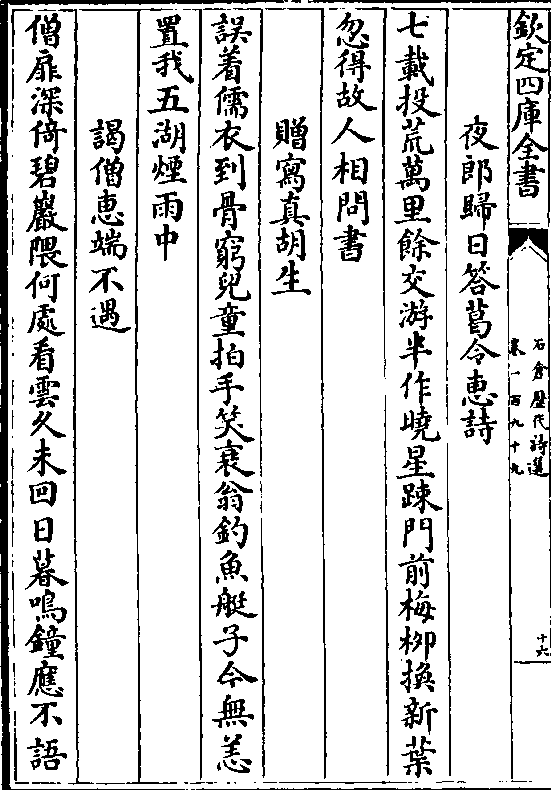 欽定四庫全書
石倉歷代詩選
卷一百九十九
十六
夜郎歸日答葛令惠詩
七載投荒萬里餘交游半作曉星踈門前梅栁換新葉
忽得故人相問書
贈寫真胡生
誤着儒衣到骨窮兒童拍手笑衰翁釣魚艇子今無恙
置我五湖煙雨中
謁僧惠端不遇
僧扉深倚碧巖隈何處看雲久未回日暮鳴鐘應不語